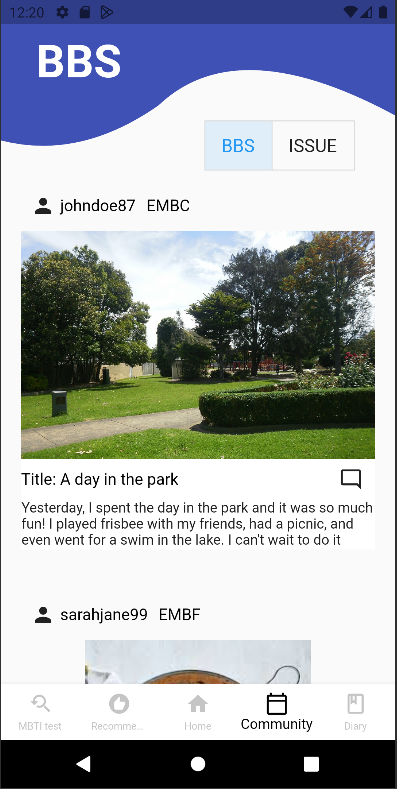 12:20
BBS
BBS ISSUE
johndoe87 EMBC
Title: A day in the park
Yesterday, I spent the day in the park and it was so much
fun! I played frisbee with my friends, had a picnic, and
even went for a swim in the lake. I can't wait to do it
sarahjane99 EMBF
MBTI test Recomme... Home Community Diary